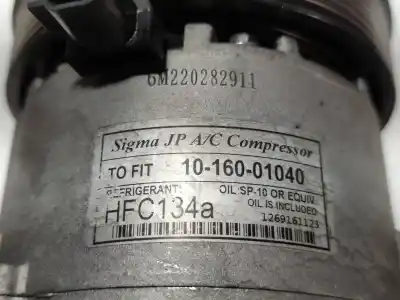 6M220282911
Sigma JP A/C Compressor
TO FIT 10-160-01040
REFRIGERANT: OIL SP-10 OR EQUIV.
HFC134a OIL IS INCLUDED
1269161123